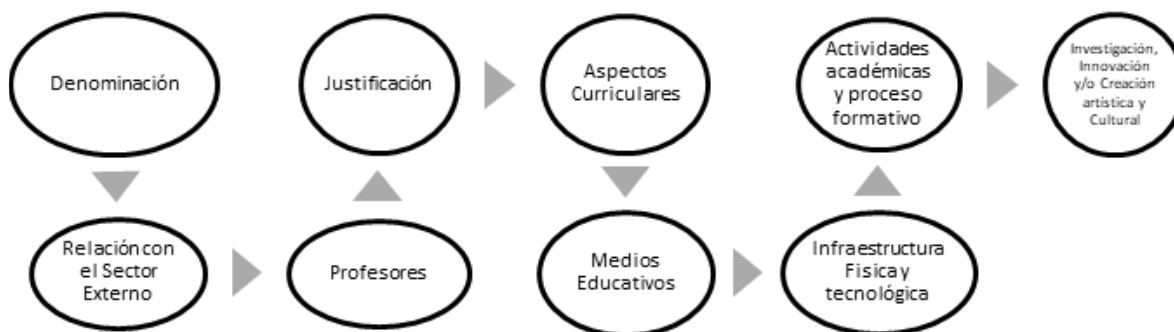 Denominación
Justificación
Aspectos
Curriculares
Actividades
académicas
y proceso
formativo
Investigación,
Innovación
y/o Creación
artística y
Cultural
Relación con
el Sector
Externo
Profesores
Medios
Educativos
Infraestructura
Fisica y
tecnológica